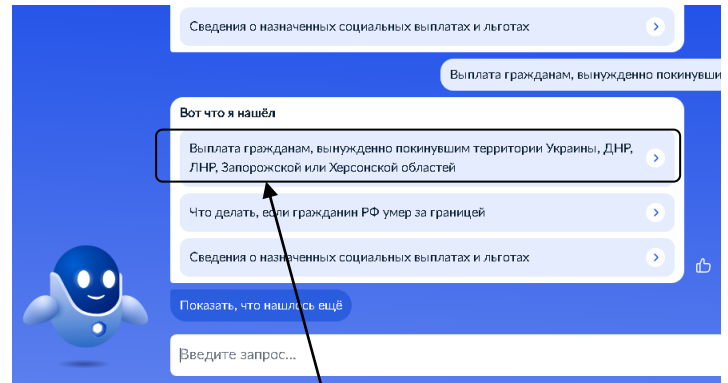 Сведения о назначенных социальных выплатах и льготах
Выплата гражданам, вынужденно покинувши
Вот что я нашёл
Выплата гражданам, вынужденно покинувшим территории Украины, ДНР,
ЛНР, Запорожской или Херсонской областей
Что делать, если гражданин РФ умер за границей
Сведения о назначенных социальных выплатах и льготах
Показать, что нашлось ещё
Введите запрос...